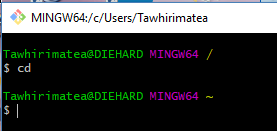 MINGW64:/c/Users/Tawhirimatea
Tawhirimatea@DIEHARD MINGW64 /
$ cd
Tawhirimatea@DIEHARD MINGW64 ~
$